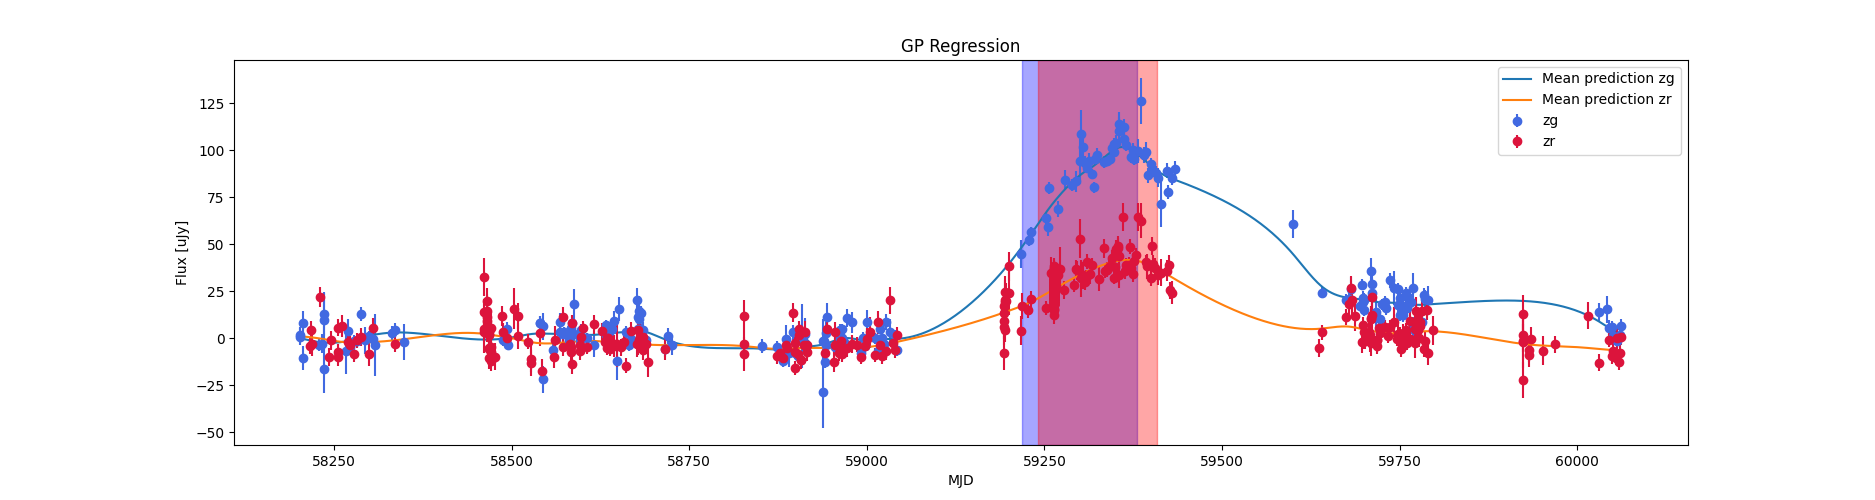 GP Regression
Flux [uJy]
125
100
75
50
25
0
−25
−50
58250
58500
58750
59000
59250
59500
59750
60000
MJD
Mean prediction zg
Mean prediction zr
zg
zr